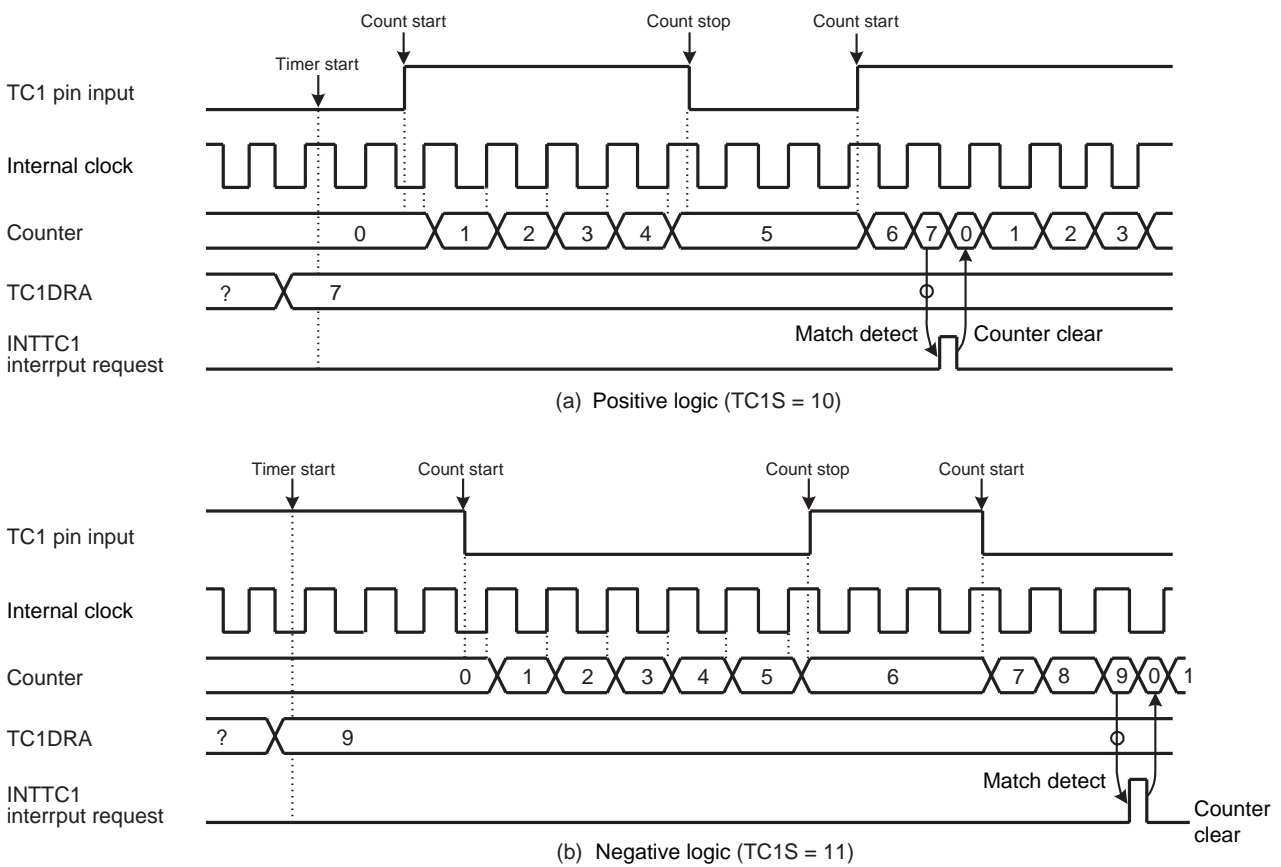 Count start Count stop Count start
Timer start
TC1 pin input
Internal clock
Counter 0 1 2 3 4 5 6 7 0 1 2 3
TC1DRA ? 7
Match detect Counter clear
INTTC1
interrput request
(a) Positive logic (TC1S = 10)
Timer start Count start Count stop Count start
TC1 pin input
Internal clock
Counter 0 1 2 3 4 5 6 7 8 9 0 1
TC1DRA ? 9
Match detect
INTTC1
interrput request
Counter
clear
(b) Negative logic (TC1S = 11)